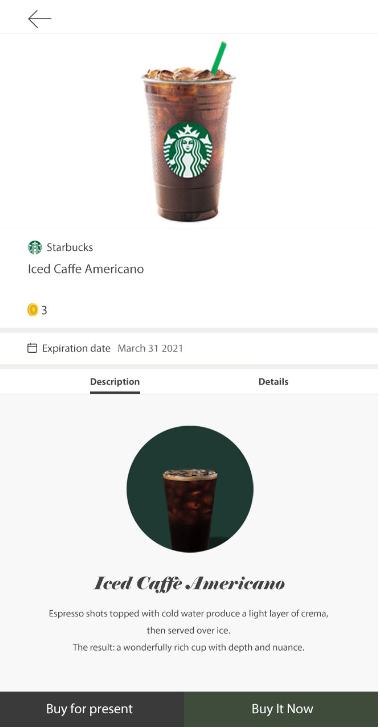 Starbucks
Iced Caffe Americano
3
Expiration date March 31 2021
Description Details
Iced Caffè Americano
Espresso shots topped with cold water produce a light layer of crema,
then served over ice.
The result: a wonderfully rich cup with depth and nuance.
Buy for present Buy It Now